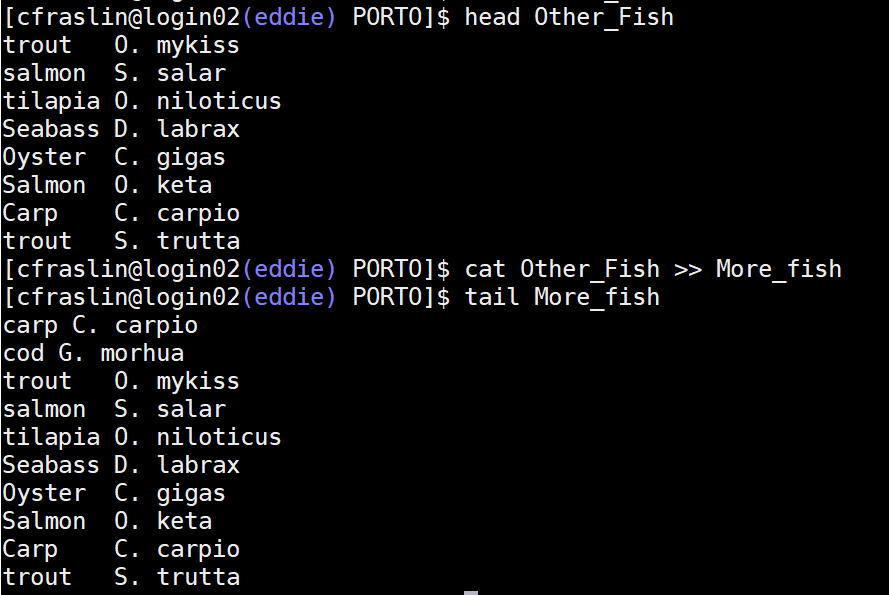 [cfraslin@login02(eddie) PORTO]$ head Other_Fish
trout   O. mykiss
salmon  S. salar
tilapia O. niloticus
Seabass D. labrax
Oyster  C. gigas
Salmon  O. keta
Carp    C. carpio
trout   S. trutta
[cfraslin@login02(eddie) PORTO]$ cat Other_Fish >> More_fish
[cfraslin@login02(eddie) PORTO]$ tail More_fish
carp C. carpio
cod G. morhua
trout   O. mykiss
salmon  S. salar
tilapia O. niloticus
Seabass D. labrax
Oyster  C. gigas
Salmon  O. keta
Carp    C. carpio
trout   S. trutta